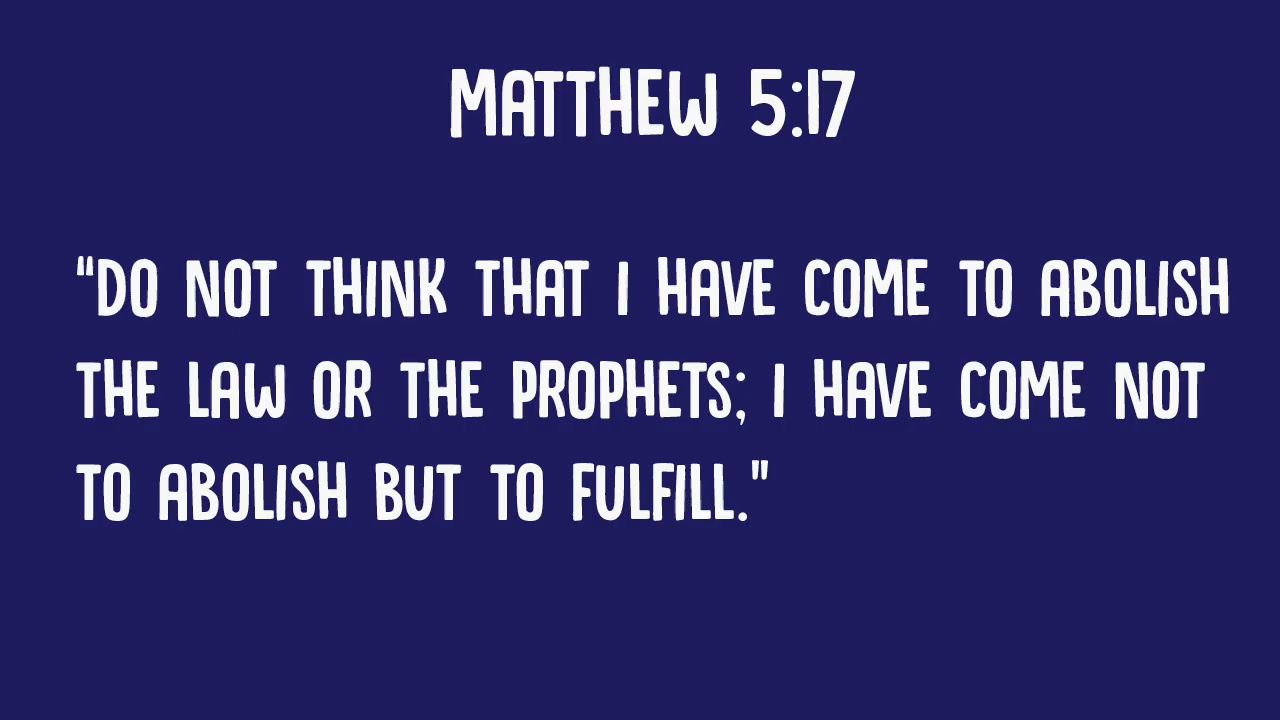 MATTHEW 5:17
"DO NOT THINK THAT I HAVE COME TO ABOLISH
THE LAW OR THE PROPHETS; I HAVE COME NOT
TO ABOLISH BUT TO FULFILL."